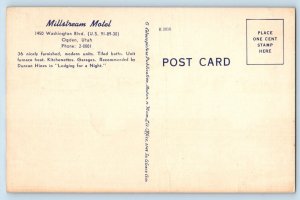 Millstream Motel
1450 Washington Blvd. (U.S. 91-89-30)
Ogden, Utah
Phone: 2-0081
36 nicely furnished, modern units. Tiled baths. Unit
furnace heat. Kitchenettes. Garages. Recommended by
Duncan Hines in "Lodging for a Night."
POST CARD
PLACE
ONE CENT
STAMP
HERE